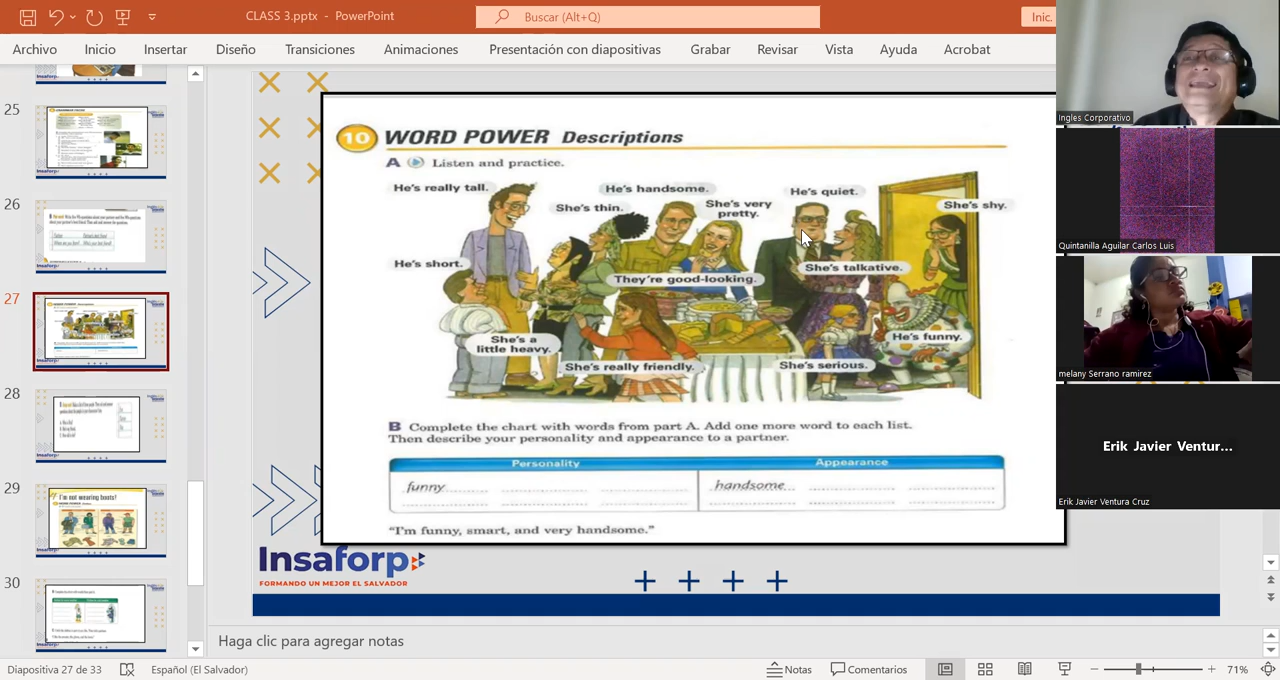 CLASS 3.pptx - PowerPoint
Buscar (Alt+Q)
Inic.
Archivo Inicio Insertar Diseño Transiciones Animaciones Presentación con diapositivas Grabar Revisar Vista Ayuda Acrobat
25
26
27
28
29
I'm not wearing boots!
30
10 WORD POWER Descriptions
A Listen and practice.
He's really tall.
He's handsome.
He's quiet.
She's thin.
She's very
pretty.
She's shy.
He's short.
They're good-looking.
She's talkative.
She's a
little heavy.
He's funny.
She's really friendly.
She's serious.
B Complete the chart with words from part A. Add one more word to each list.
Then describe your personality and appearance to a partner.
Personality Appearance
funny handsome
"I'm funny, smart, and very handsome."
Insaforp
FORMANDO UN MEJOR EL SALVADOR
Ingles Corporativo
Quintanilla Aguilar Carlos Luis
melany Serrano ramirez
Erik Javier Ventur...
Erik Javier Ventura Cruz
Haga clic para agregar notas
Diapositiva 27 de 33 Español (El Salvador) Notas Comentarios 71%